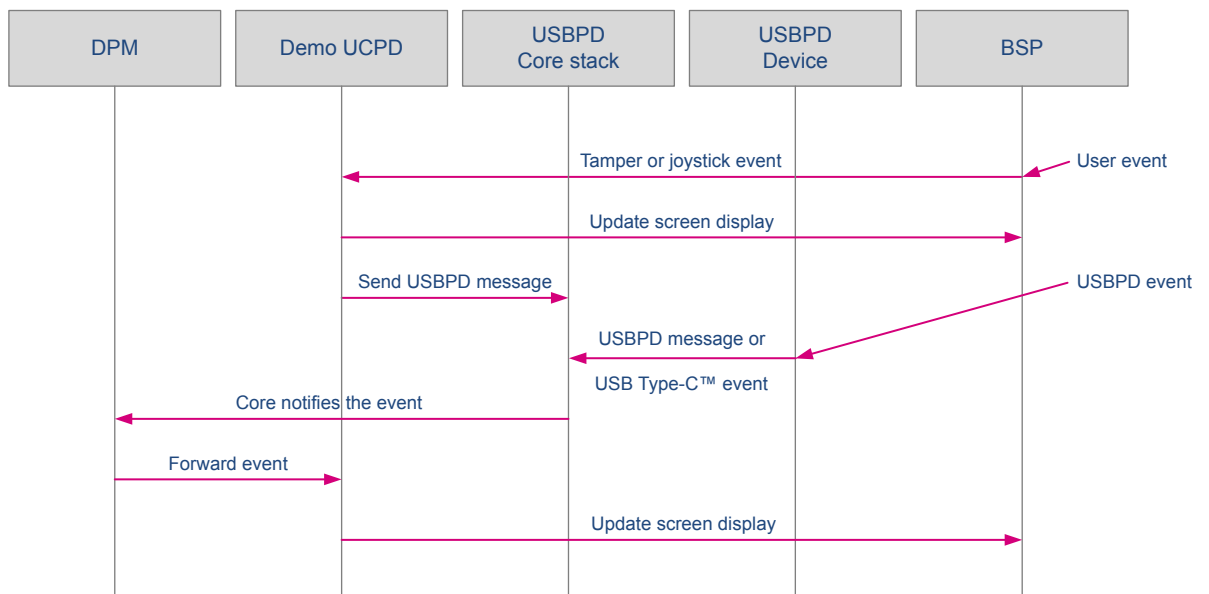 DPM
Demo UCPD
USBPD
Core stack
USBPD
Device
BSP
Tamper or joystick event
User event
Update screen display
Send USBPD message
USBPD event
USBPD message or
USB Type-C™ event
Core notifies the event
Forward event
Update screen display